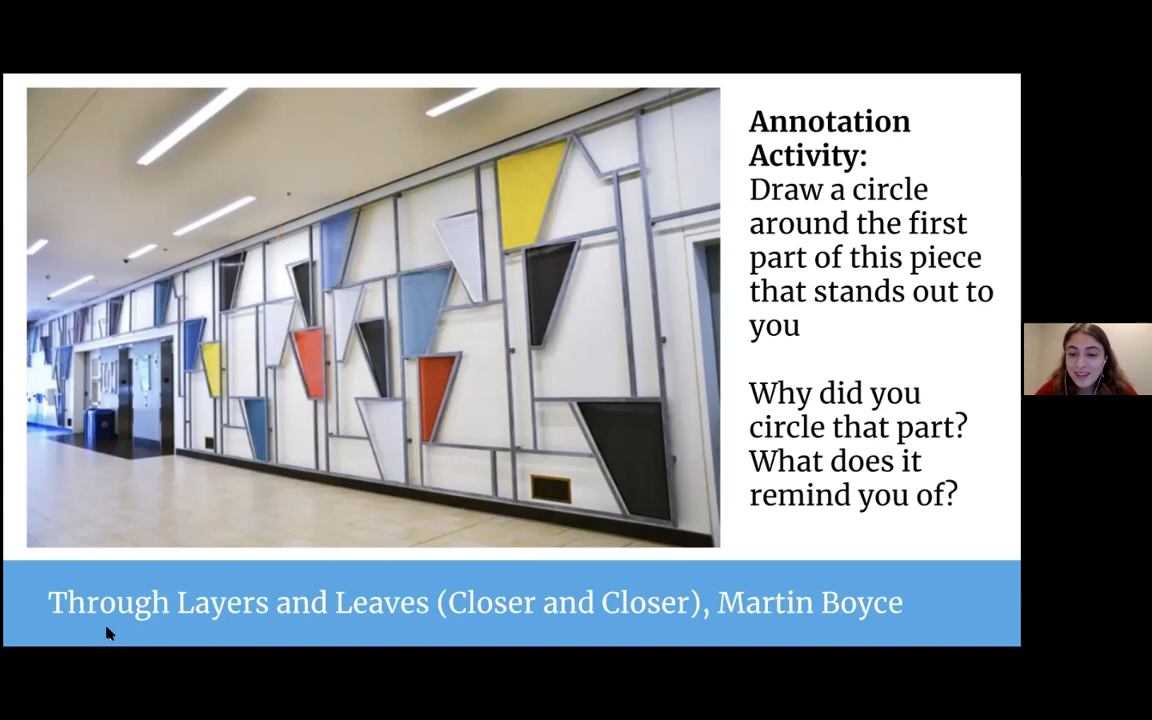 Annotation
Activity:
Draw a circle
around the first
part of this piece
that stands out to
you
Why did you
circle that part?
What does it
remind you of?
Through Layers and Leaves (Closer and Closer), Martin Boyce